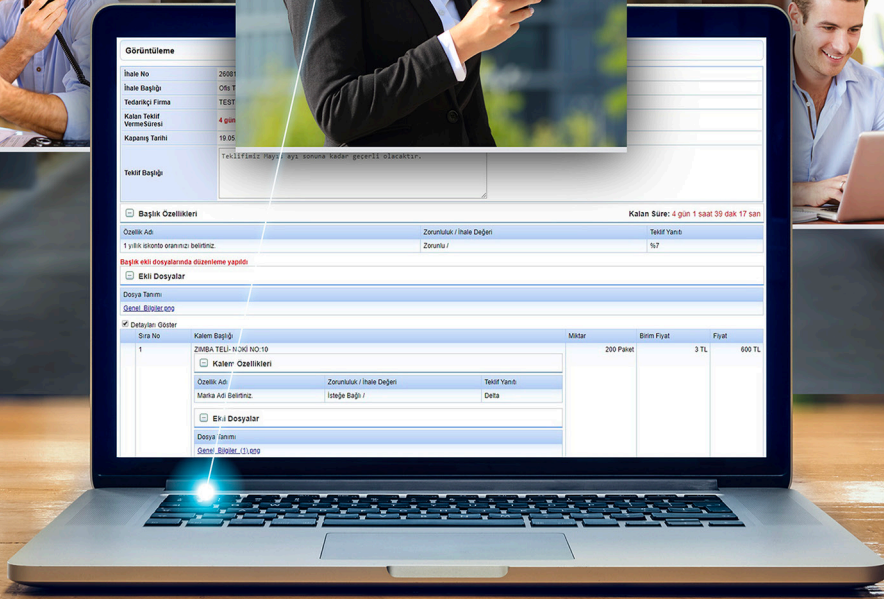 Görüntüleme
İhale No 26081
İhale Başlığı Ofis T
Tedarikçi Firma TEST
Kalan Teklif
VermeSüresi 4 gün
Kapanış Tarihi 19.05
Teklif Başlığı Teklifimiz Mayıs ayı sonuna kadar geçerli olacaktır.
Başlık Özellikleri Kalan Süre: 4 gün 1 saat 39 dak 17 san
Özellik Adı Zorunluluk / İhale Değeri Teklif Yanıtı
1 yıllık iskonto oranınızı belirtiniz. Zorunlu / %7
Başlık ekli dosyalarında düzenleme yapıldı
Ekli Dosyalar
Dosya Tanımı
Genel_Bilgiler.png
Detayları Göster
Sıra No Kalem Başlığı Miktar Birim Fiyat Fiyat
1 ZIMBA TELİ- NOKİ NO:10 200 Paket 3 TL 600 TL
Kalem Özellikleri
Özellik Adı Zorunluluk / İhale Değeri Teklif Yanıtı
Marka Adı Belirtiniz. İsteğe Bağlı / Delta
Ekli Dosyalar
Dosya Tanımı
Genel_Bilgiler_(1).png